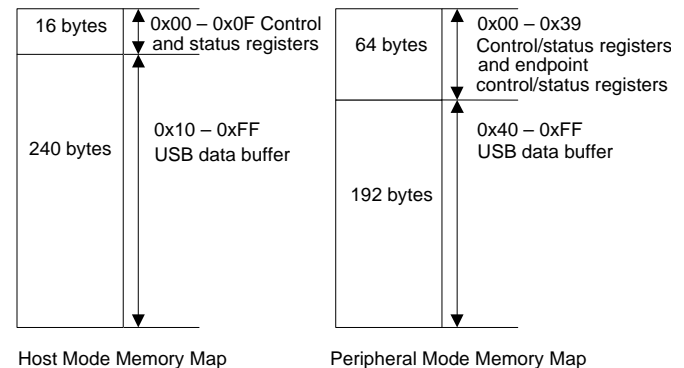 16 bytes
0x00 – 0x0F Control
and status registers
240 bytes
0x10 – 0xFF
USB data buffer
Host Mode Memory Map
64 bytes
0x00 – 0x39
Control/status registers
and endpoint
control/status registers
192 bytes
0x40 – 0xFF
USB data buffer
Peripheral Mode Memory Map